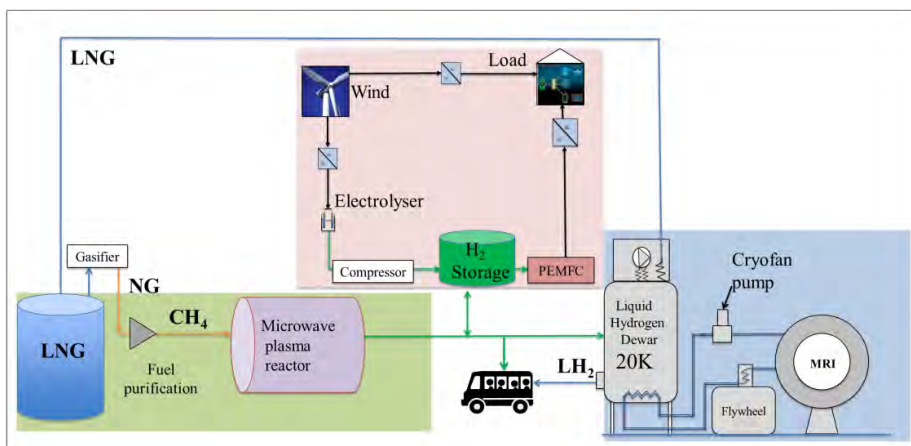 LNG
Load
Wind
Electrolyser
Gasifier
NG
Compressor
H₂
Storage
PEMFC
Cryofan
pump
LNG
CH₄
Fuel
purification
Microwave
plasma
reactor
Liquid
Hydrogen
Dewar
20K
LH₂
Flywheel
MRI